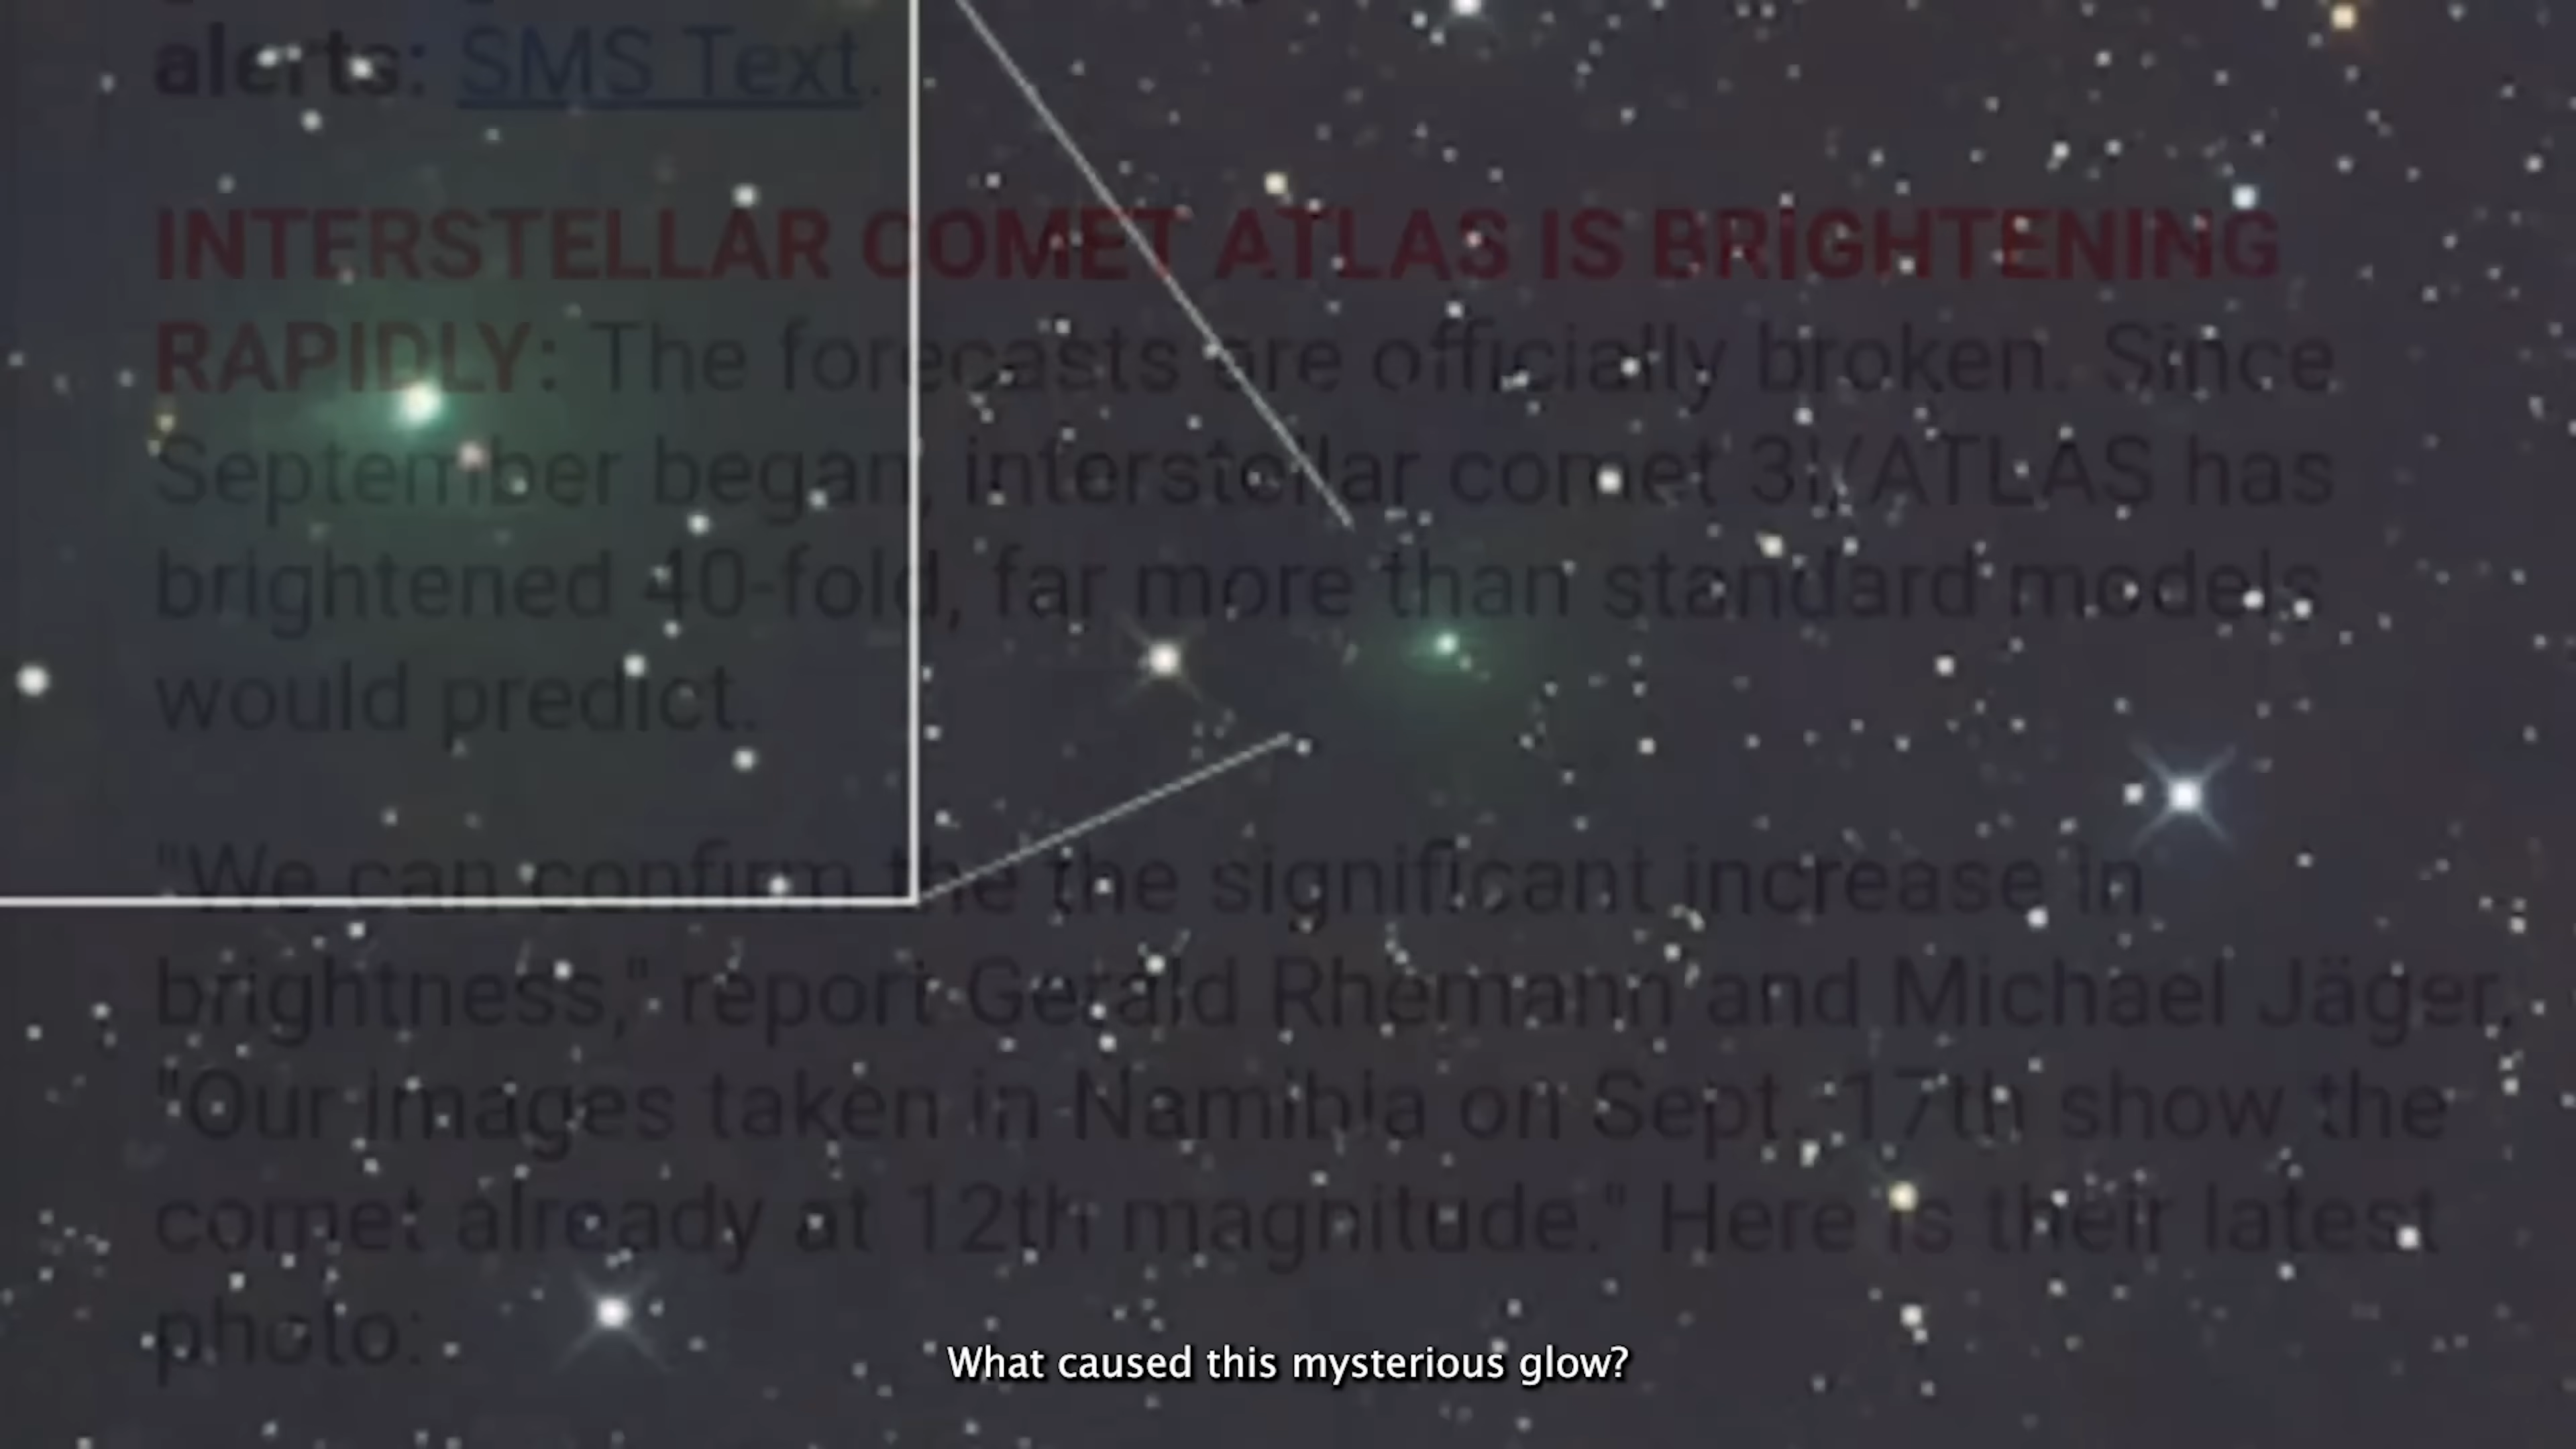 alerts: SMS Text.
INTERSTELLAR COMET ATLAS IS BRIGHTENING
RAPIDLY: The forecasts are officially broken. Since
September began, interstellar comet 3I/ATLAS has
brightened 40-fold, far more than standard models
would predict.
"We can confirm the the significant increase in
brightness," report Gerald Rhemann and Michael Jäger.
"Our images taken in Namibia on Sept. 17th show the
comet already at 12th magnitude." Here is their latest
photo:
What caused this mysterious glow?